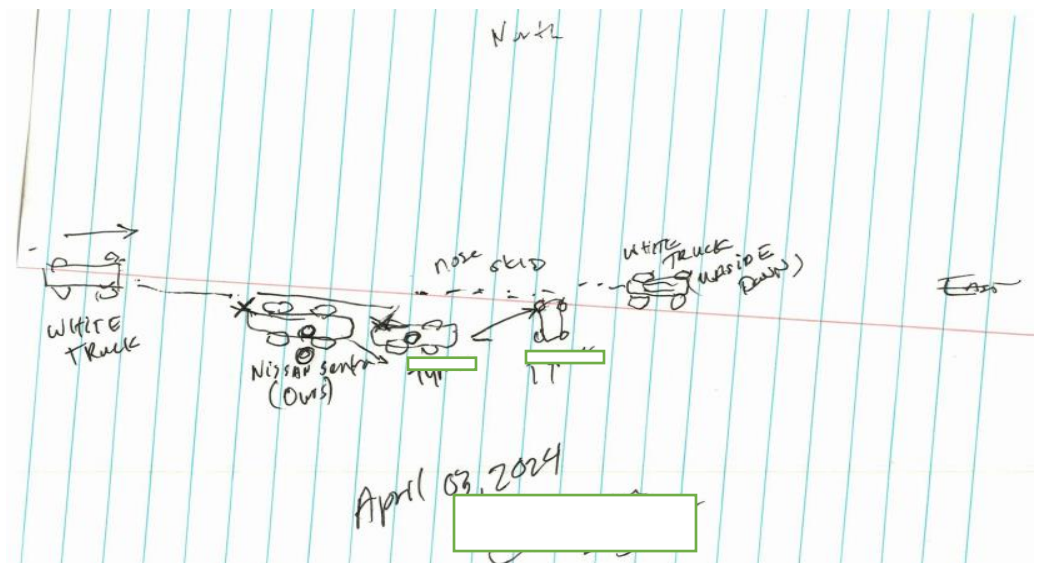 North
WHITE
TRUCK
NISSAN Sentra
(OURS)
nose skid
WHITE
TRUCK
(UPSIDE
DOWN)
East
April 03, 2024